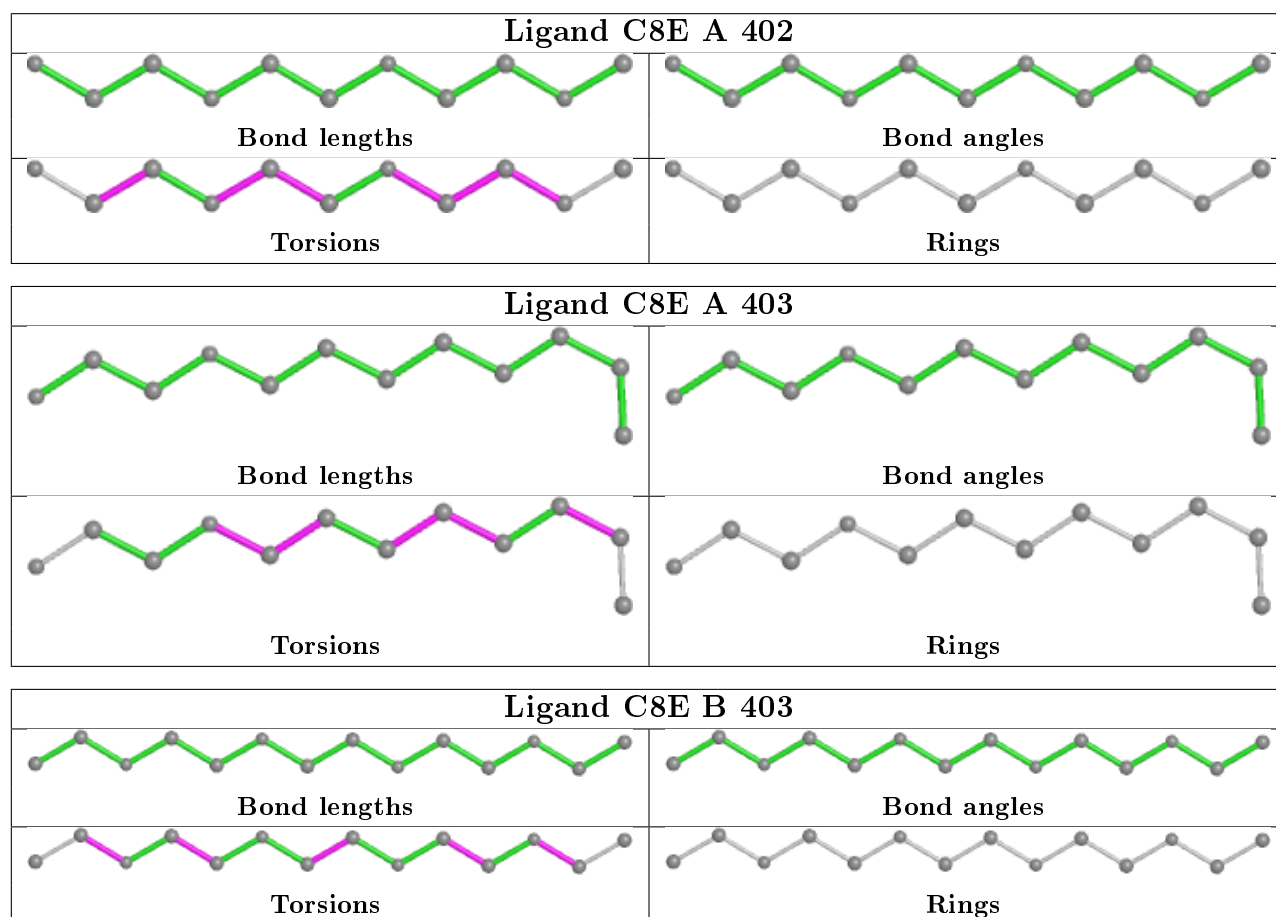 Ligand C8E A 402
Bond lengths Bond angles
Torsions Rings
Ligand C8E A 403
Bond lengths Bond angles
Torsions Rings
Ligand C8E B 403
Bond lengths Bond angles
Torsions Rings